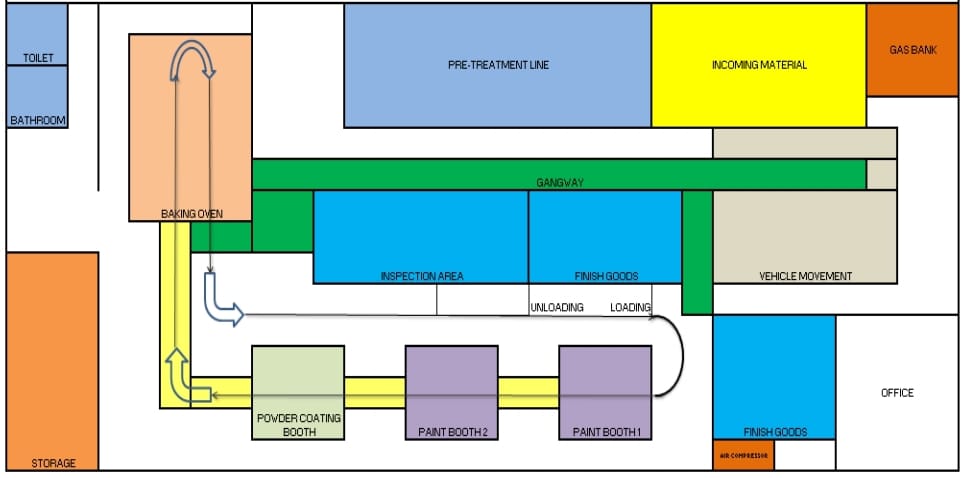 TOILET
BATHROOM
PRE-TREATMENT LINE
INCOMING MATERIAL
GAS BANK
GANGWAY
BAKING OVEN
INSPECTION AREA
FINISH GOODS
VEHICLE MOVEMENT
UNLOADING
LOADING
OFFICE
POWDER COATING
BOOTH
PAINT BOOTH 2
PAINT BOOTH 1
FINISH GOODS
AIR COMPRESSOR
STORAGE